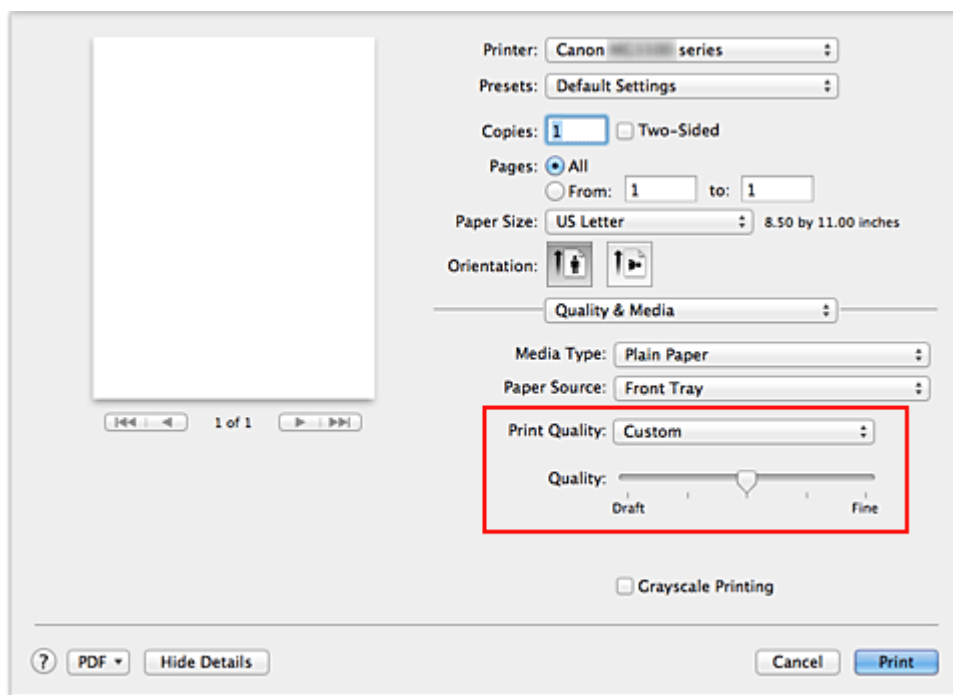 Printer: Canon series
Presets: Default Settings
Copies: 1 Two-Sided
Pages: All
From: 1 to: 1
Paper Size: US Letter 8.50 by 11.00 inches
Orientation:
Quality & Media
Media Type: Plain Paper
Paper Source: Front Tray
1 of 1
Print Quality: Custom
Quality:
Draft Fine
Grayscale Printing
? PDF Hide Details Cancel Print